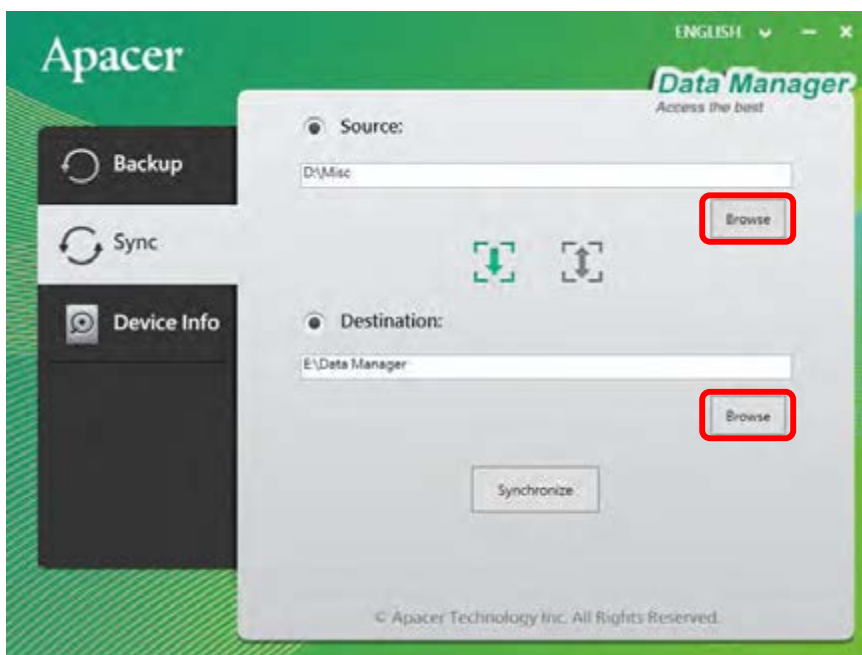 ENGLISH
Apacer
Data Manager
Access the best
Backup
Sync
Device Info
Source:
D:\Misc
Browse
Destination:
E:\Data Manager
Browse
Synchronize
© Apacer Technology Inc. All Rights Reserved.